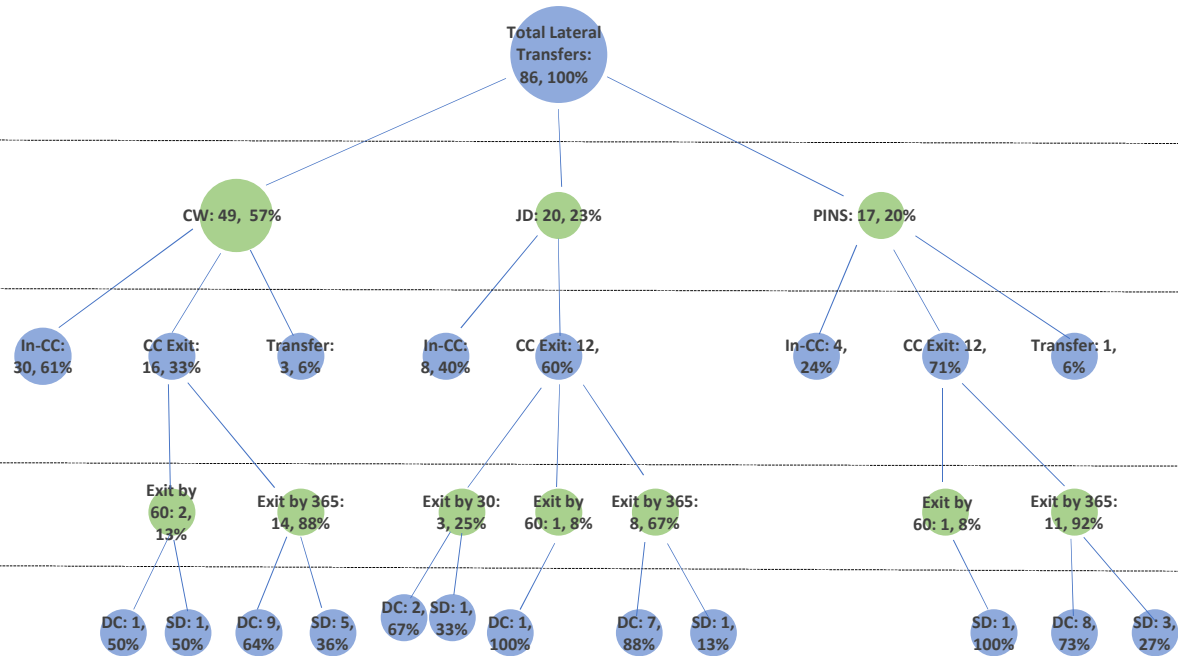 Total Lateral
Transfers:
86, 100%
CW: 49,  57%
JD: 20, 23%
PINS: 17, 20%
In-CC:
30, 61%
CC Exit:
16, 33%
Transfer:
3, 6%
In-CC:
8, 40%
CC Exit: 12,
60%
In-CC: 4,
24%
CC Exit: 12,
71%
Transfer: 1,
6%
Exit by
60: 2,
13%
Exit by 365:
14, 88%
Exit by 30:
3, 25%
Exit by
60: 1, 8%
Exit by 365:
8, 67%
Exit by
60: 1, 8%
Exit by 365:
11, 92%
DC: 1,
50%
SD: 1,
50%
DC: 9,
64%
SD: 5,
36%
DC: 2,
67%
SD: 1,
33%
DC: 1,
100%
DC: 7,
88%
SD: 1,
13%
SD: 1,
100%
DC: 8,
73%
SD: 3,
27%